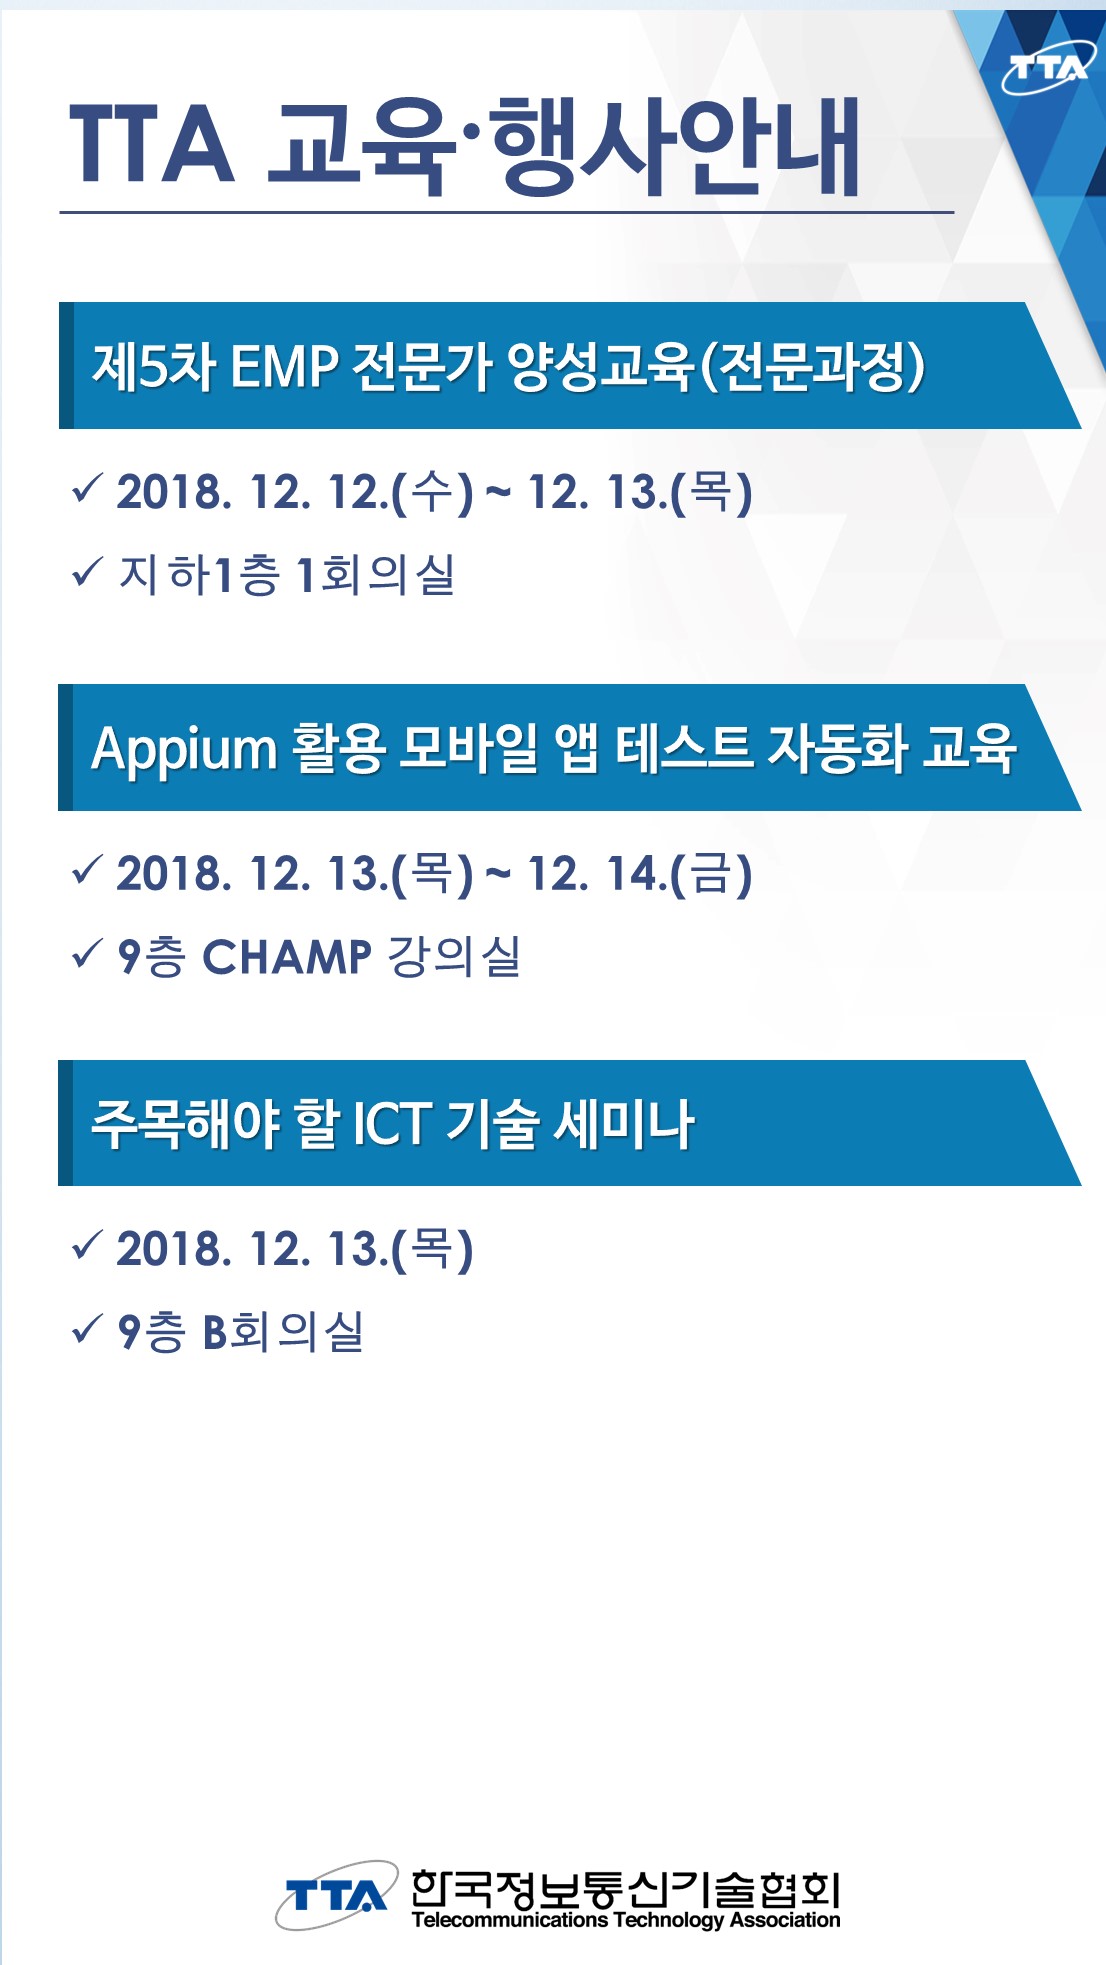 TTA
TTA 교육·행사안내
제5차 EMP 전문가 양성교육(전문과정)
✓ 2018. 12. 12.(수) ~ 12. 13.(목)
✓ 지하1층 1회의실
Appium 활용 모바일 앱 테스트 자동화 교육
✓ 2018. 12. 13.(목) ~ 12. 14.(금)
✓ 9층 CHAMP 강의실
주목해야 할 ICT 기술 세미나
✓ 2018. 12. 13.(목)
✓ 9층 B회의실
TTA 한국정보통신기술협회
Telecommunications Technology Association